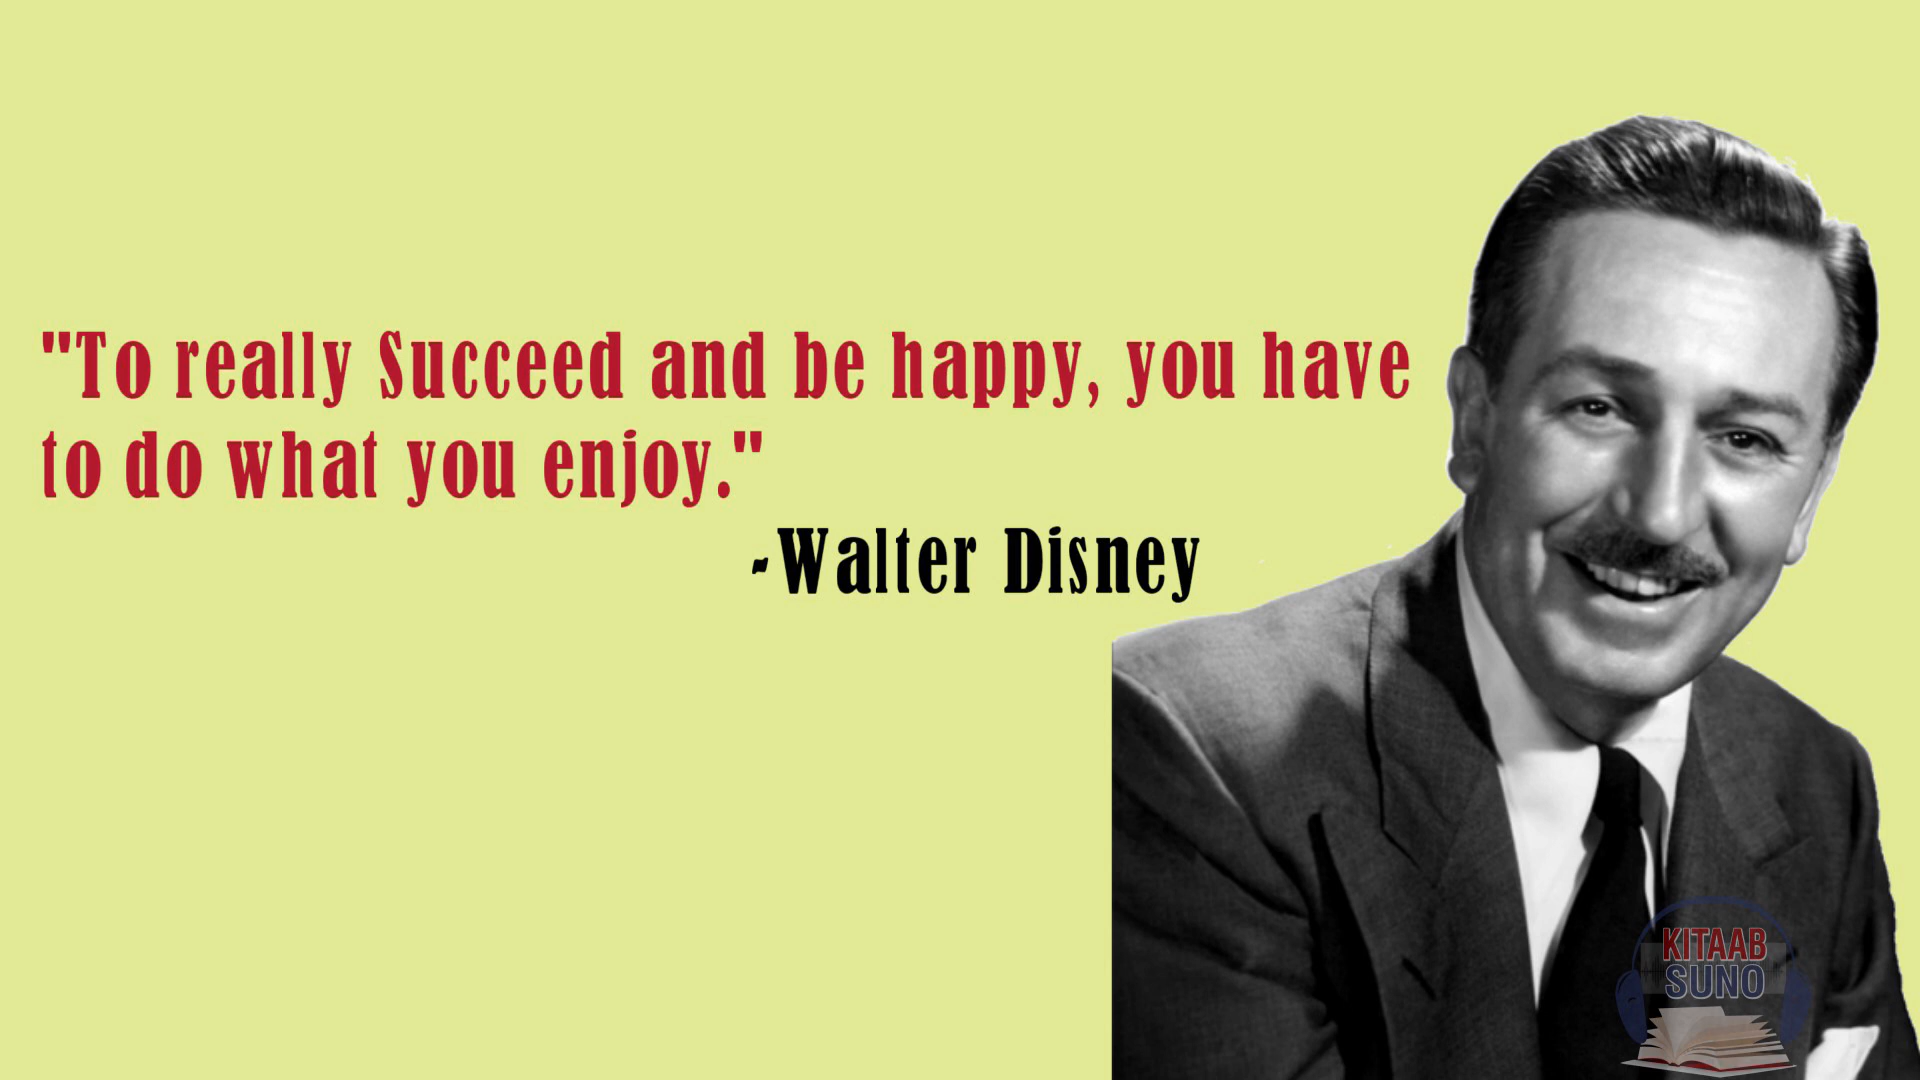 "To really Succeed and be happy, you have
to do what you enjoy."
-Walter Disney
KITAAB
SUNO